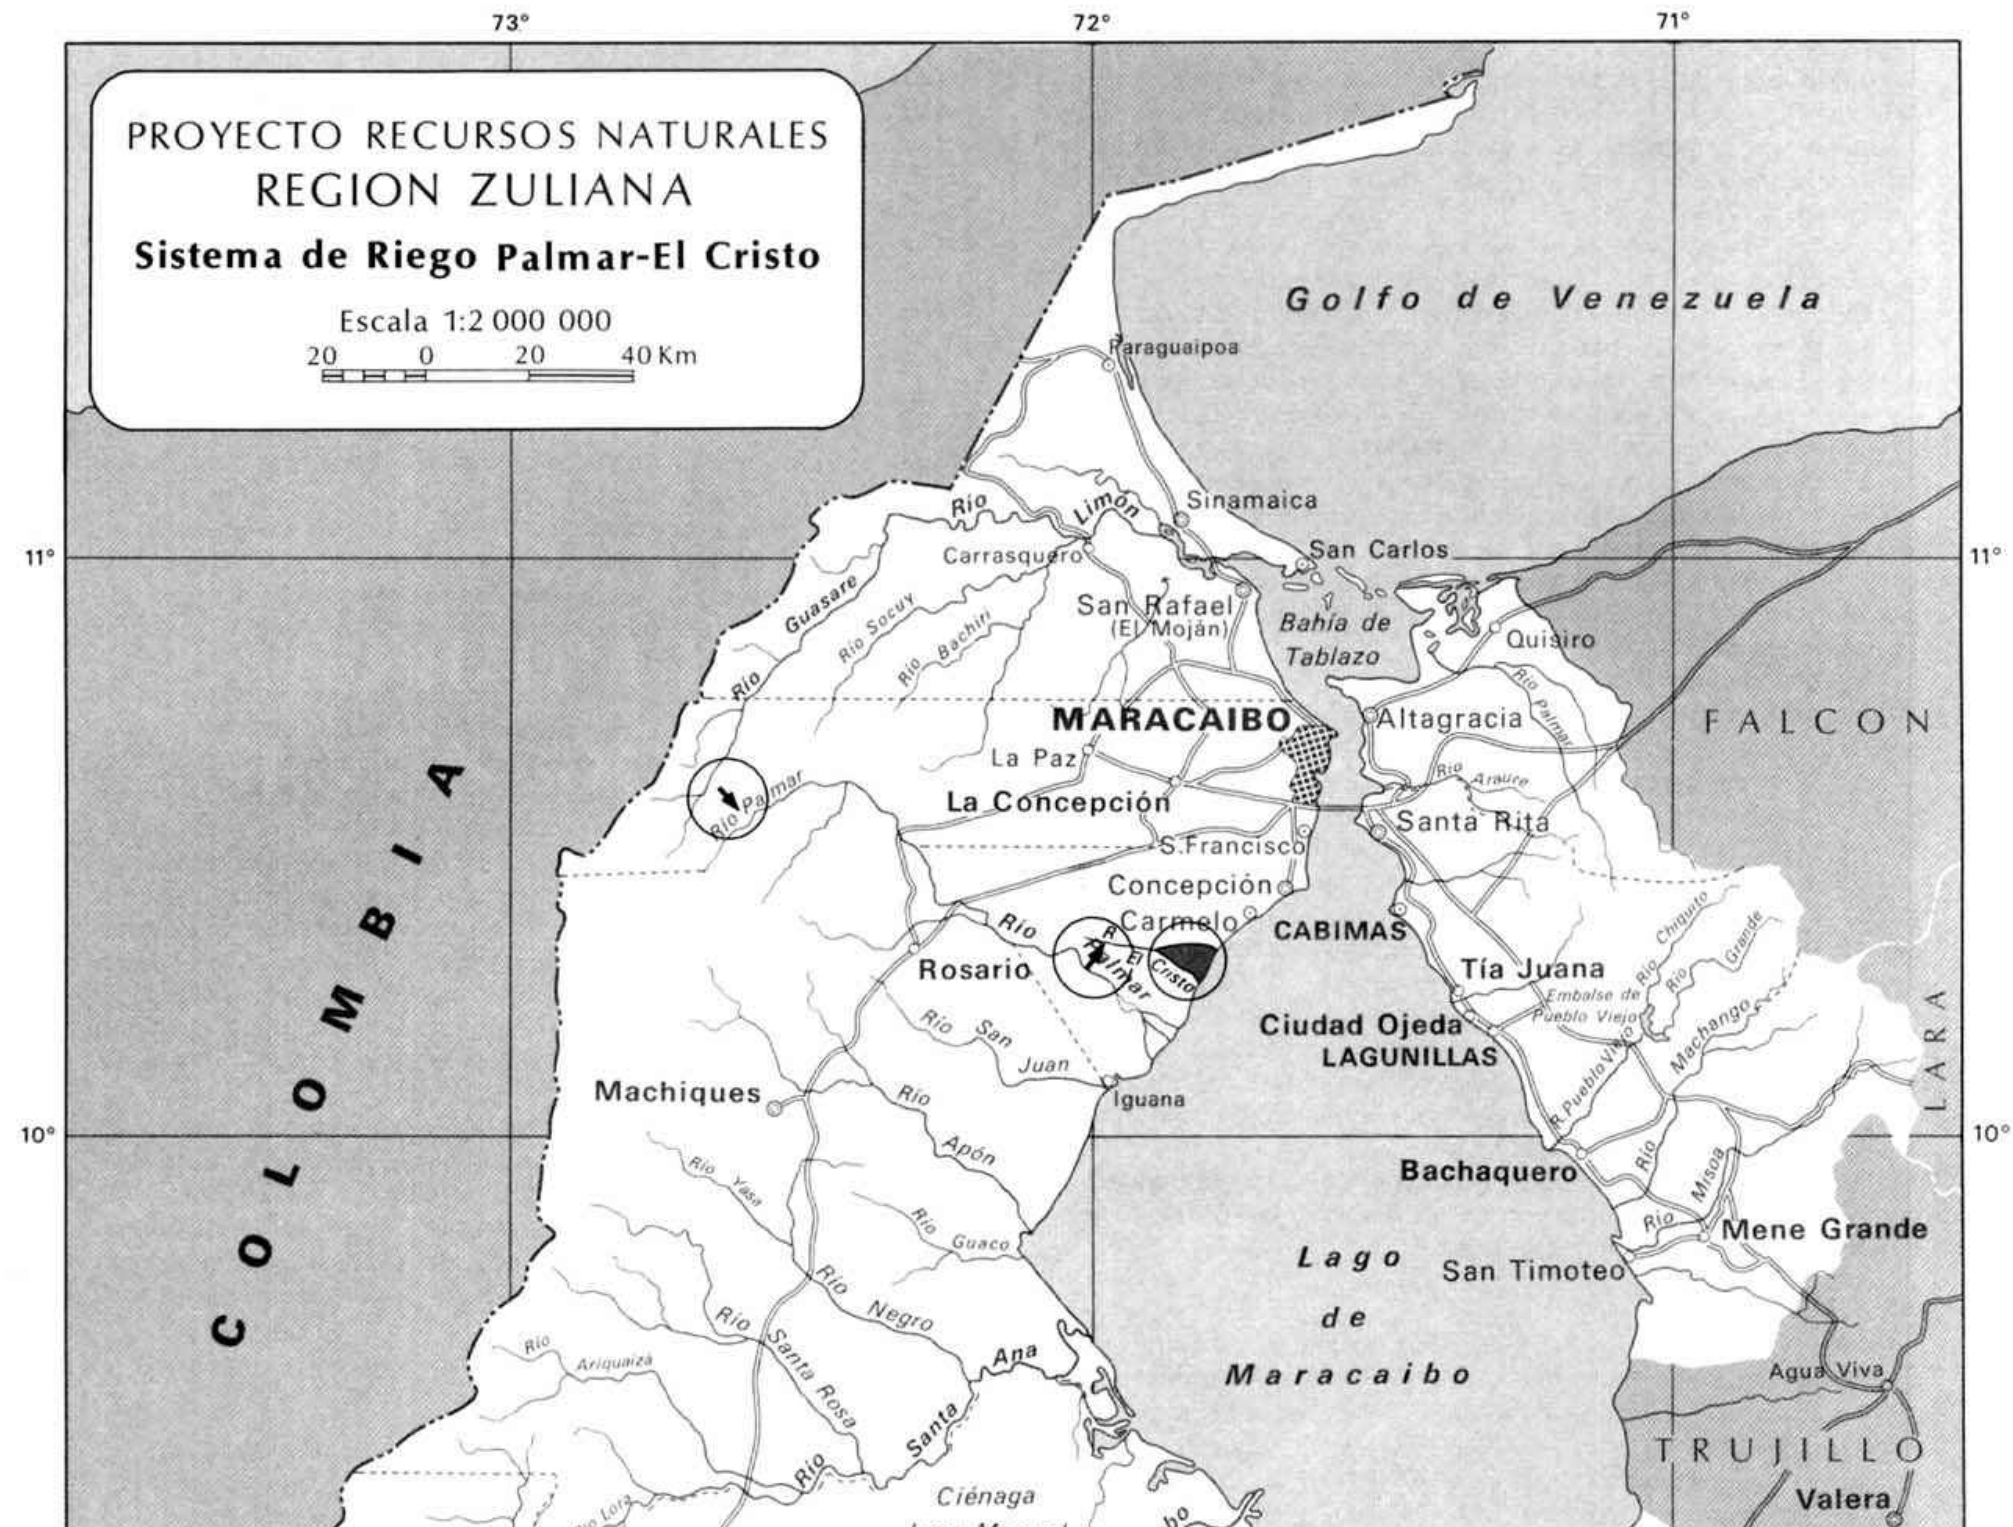 73°
72°
71°
PROYECTO RECURSOS NATURALES
REGION ZULIANA
Sistema de Riego Palmar-El Cristo
Escala 1:2 000 000
20 0 20 40 Km
Golfo de Venezuela
Paraguaipoa
Sinamaica
Río Limón
11°
Carrasquero
San Carlos
11°
Río Guasare
Río Socuy
Río Bachiri
San Rafael
(El Moján)
Bahía de
Tablazo
Quisiro
Río Palmar
MARACAIBO
Altagracia
FALCON
La Paz
Río Araure
Río Palmar
La Concepción
Santa Rita
S. Francisco
Concepción
Carmelo
CABIMAS
COLOMBIA
Río Palmar
R. El Cristo
Rosario
Tía Juana
Río Chiquito
Río Grande
Embalse de
Pueblo Viejo
Río San Juan
Ciudad Ojeda
LAGUNILLAS
R. Pueblo Viejo
Río Machango
LARA
Machiques
Iguana
Río Apón
10°
10°
Río Yasa
Bachaquero
Río Misoa
Río Guaco
Mene Grande
San Timoteo
Lago
de
Maracaibo
Río Negro
Río Santa Rosa
Río Ariquaizá
Río Santa Ana
Agua Viva
TRUJILLO
Valera
Ciénaga
Lora